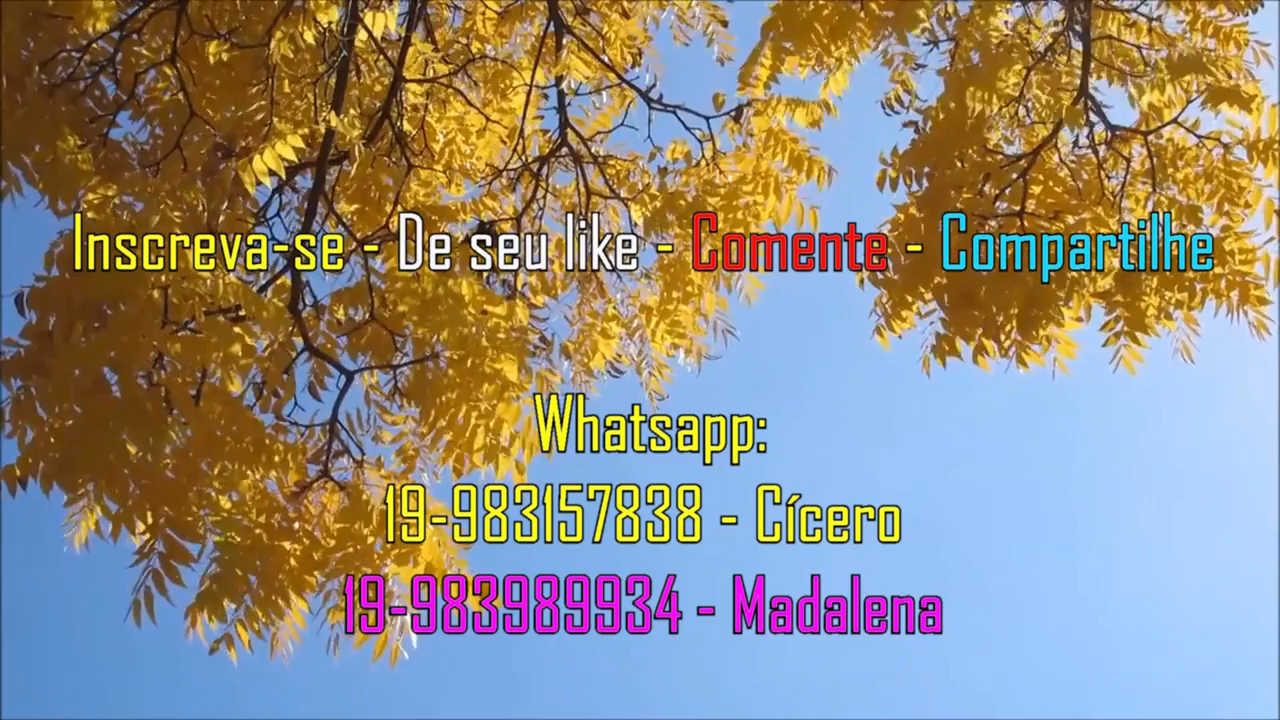 Inscreva-se - De seu like - Comente - Compartilhe
Whatsapp:
19-983157838 - Cícero
19-983989934 - Madalena